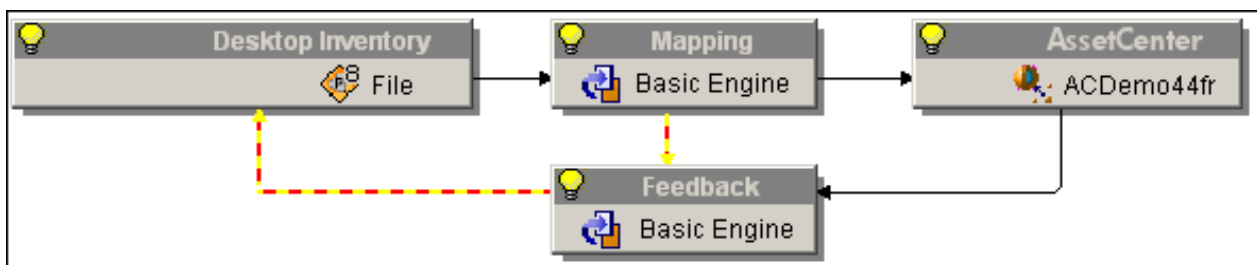 Desktop Inventory
File
Mapping
Basic Engine
AssetCenter
ACDemo44fr
Feedback
Basic Engine